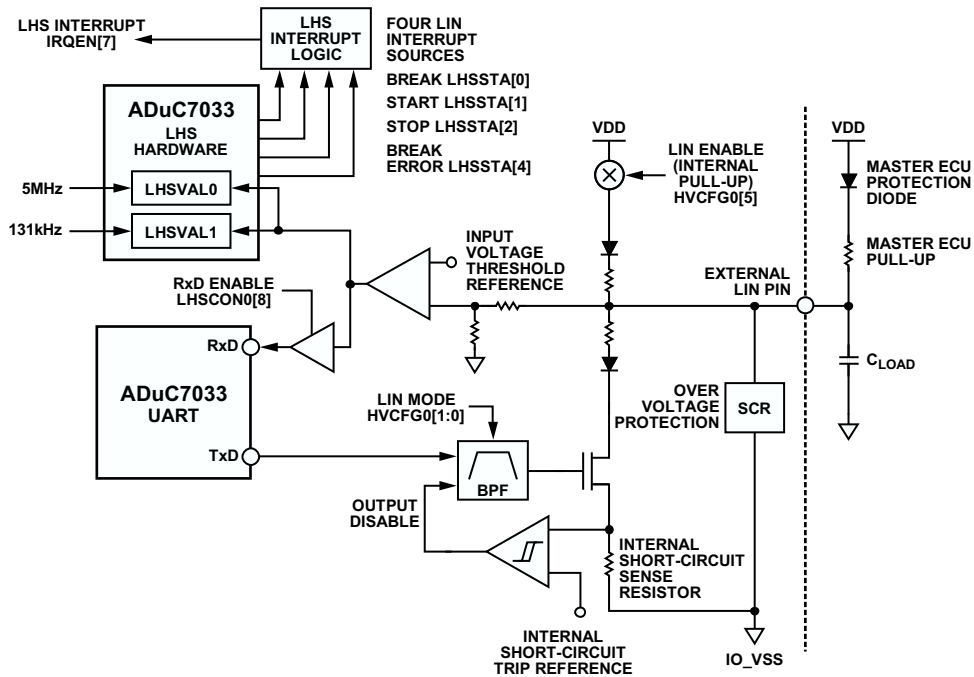 LHS INTERRUPT
IRQEN[7]
LHS
INTERRUPT
LOGIC
FOUR LIN
INTERRUPT
SOURCES
BREAK LHSSTA[0]
START LHSSTA[1]
STOP LHSSTA[2]
BREAK
ERROR LHSSTA[4]
ADuC7033
LHS
HARDWARE
5MHz
LHSVAL0
131kHz
LHSVAL1
VDD
LIN ENABLE
(INTERNAL
PULL-UP)
HVCFG0[5]
VDD
MASTER ECU
PROTECTION
DIODE
MASTER ECU
PULL-UP
INPUT
VOLTAGE
THRESHOLD
REFERENCE
EXTERNAL
LIN PIN
RxD ENABLE
LHSCON0[8]
RxD
ADuC7033
UART
TxD
LIN MODE
HVCFG0[1:0]
BPF
OUTPUT
DISABLE
OVER
VOLTAGE
PROTECTION
SCR
CLOAD
INTERNAL
SHORT-CIRCUIT
SENSE
RESISTOR
INTERNAL
SHORT-CIRCUIT
TRIP REFERENCE
IO_VSS